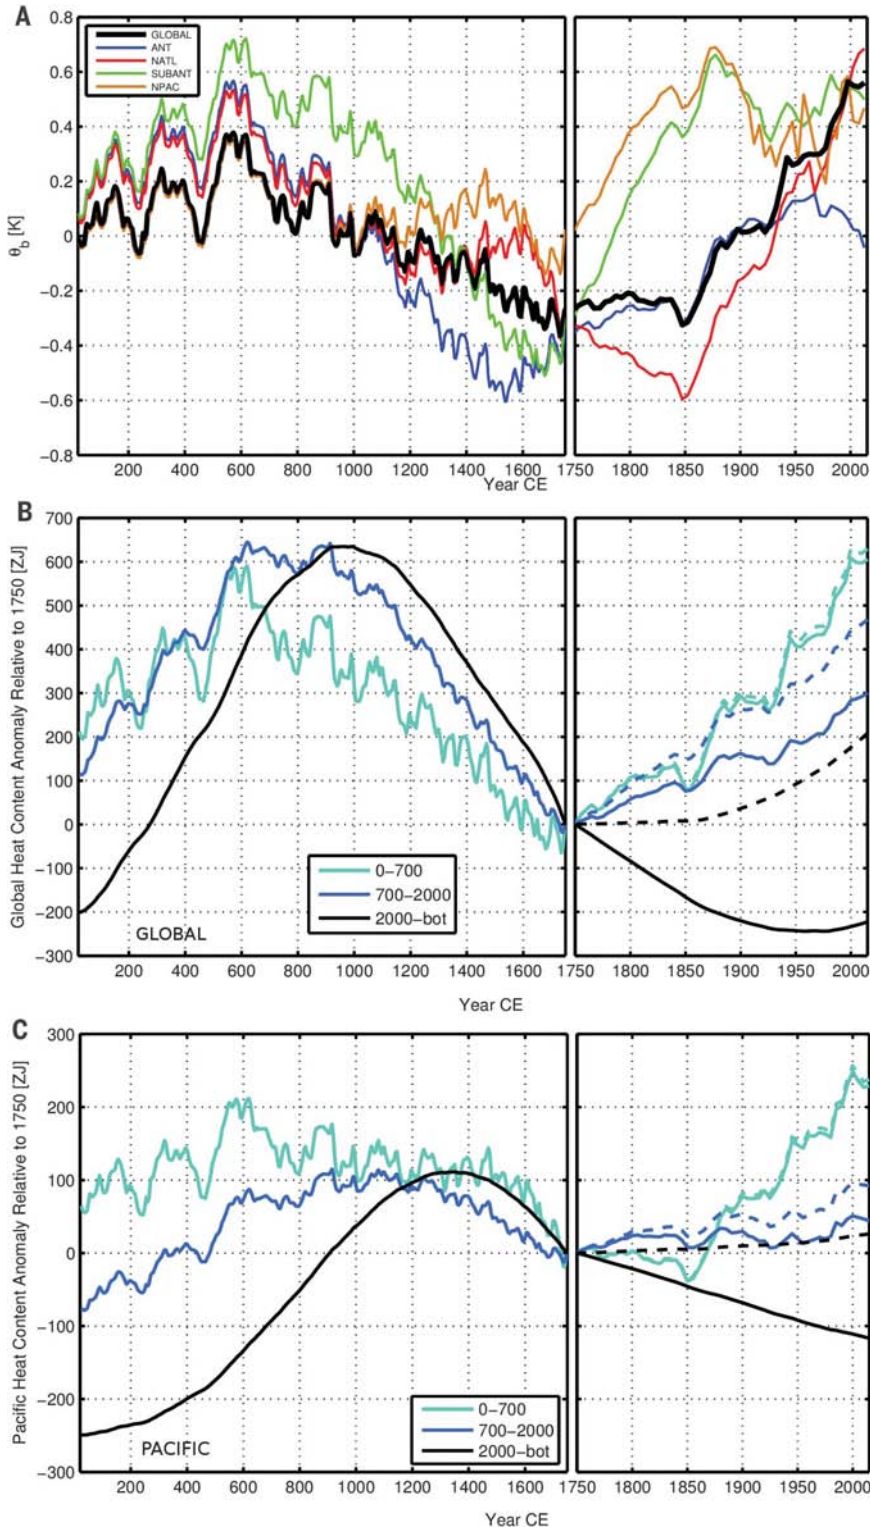 A
0.8
0.6
0.4
0.2
0
−0.2
−0.4
−0.6
−0.8
θb [K]
GLOBAL
ANT
NATL
SUBANT
NPAC
200 400 600 800 1000 1200 1400 1600 1750 1800 1850 1900 1950 2000
Year CE
B
700
600
500
400
300
200
100
0
−100
−200
−300
Global Heat Content Anomaly Relative to 1750 [ZJ]
0−700
700−2000
2000−bot
GLOBAL
200 400 600 800 1000 1200 1400 1600 1750 1800 1850 1900 1950 2000
Year CE
C
300
200
100
0
−100
−200
−300
Pacific Heat Content Anomaly Relative to 1750 [ZJ]
0−700
700−2000
2000−bot
PACIFIC
200 400 600 800 1000 1200 1400 1600 1750 1800 1850 1900 1950 2000
Year CE